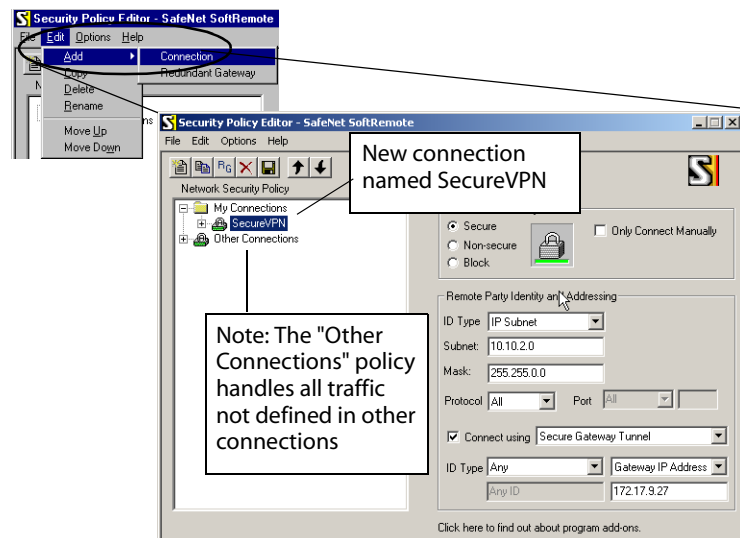 Security Policy Editor - SafeNet SoftRemote
File Edit Options Help
Add
Connection
Copy
Redundant Gateway
Delete
Rename
Move Up
Move Down
Security Policy Editor - SafeNet SoftRemote
File Edit Options Help
RG
Network Security Policy
My Connections
SecureVPN
Other Connections
New connection
named SecureVPN
Note: The "Other
Connections" policy
handles all traffic
not defined in other
connections
Secure
Non-secure
Block
Only Connect Manually
Remote Party Identity and Addressing
ID Type IP Subnet
Subnet: 10.10.2.0
Mask: 255.255.0.0
Protocol All Port All
Connect using Secure Gateway Tunnel
ID Type Any Gateway IP Address
Any ID 172.17.9.27
Click here to find out about program add-ons.